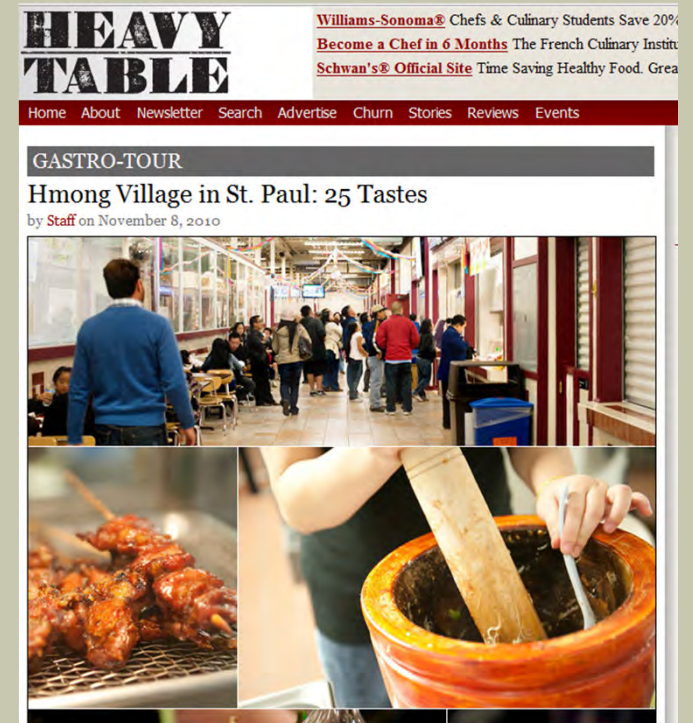 HEAVY
TABLE
Williams-Sonoma® Chefs & Culinary Students Save 20%
Become a Chef in 6 Months The French Culinary Institu
Schwan's® Official Site Time Saving Healthy Food. Grea
Home About Newsletter Search Advertise Churn Stories Reviews Events
GASTRO-TOUR
Hmong Village in St. Paul: 25 Tastes
by Staff on November 8, 2010